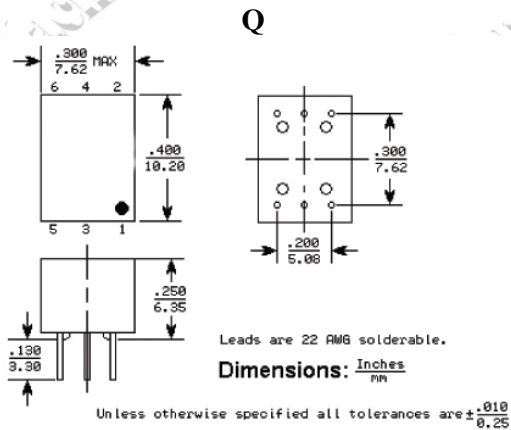 Q
.300
7.62 MAX
6 4 2
.400
10.20
5 3 1
.300
7.62
.200
5.08
.250
6.35
.130
3.30
Leads are 22 AWG solderable.
Dimensions: Inches
mm
Unless otherwise specified all tolerances are ± .010
0.25